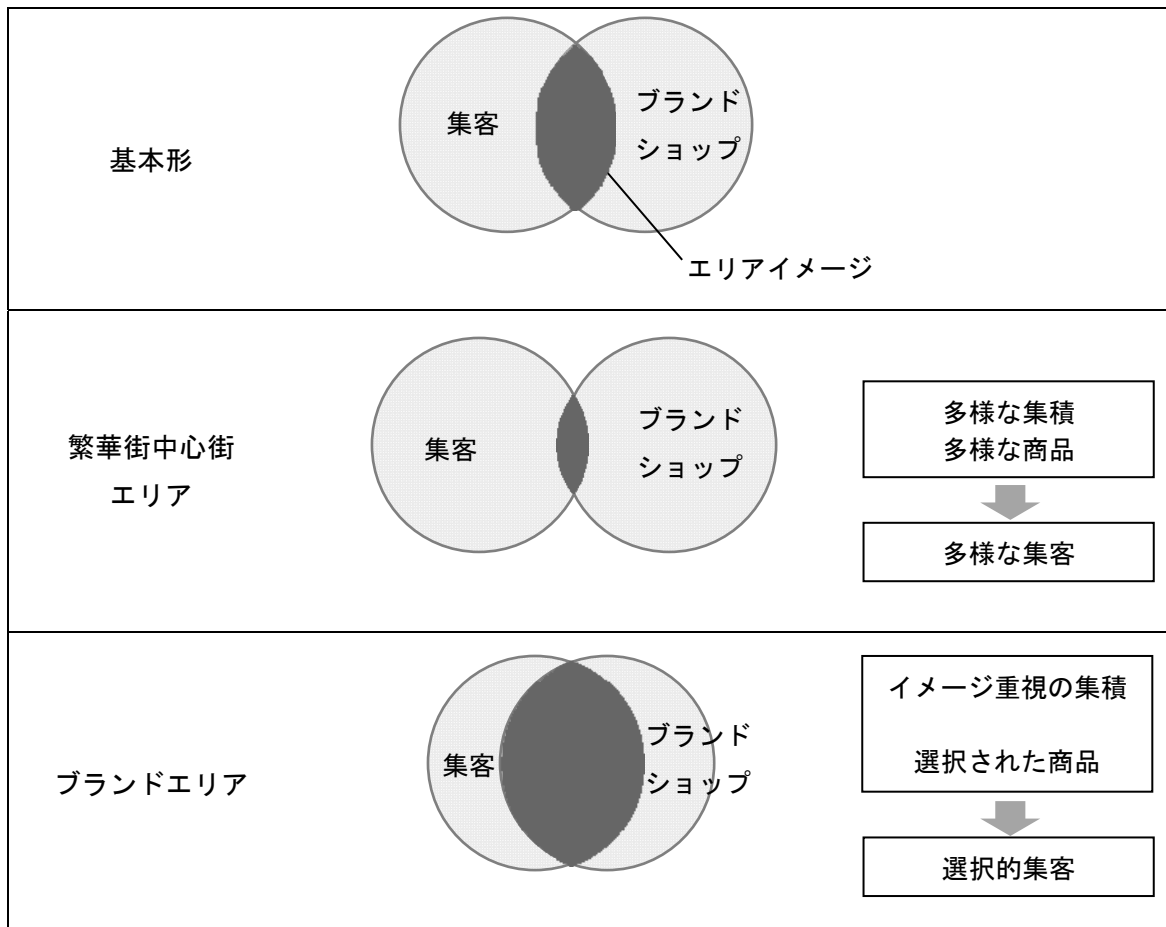 基本形
集客
ブランド
ショップ
エリアイメージ
繁華街中心街
エリア
集客
ブランド
ショップ
多様な集積
多様な商品
多様な集客
ブランドエリア
集客
ブランド
ショップ
イメージ重視の集積
選択された商品
選択的集客